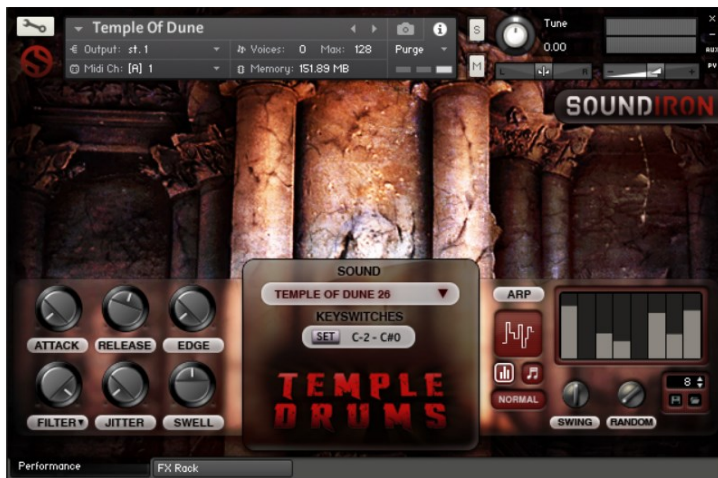 Temple Of Dune
Output: st. 1
Voices: 0 Max: 128
Purge
Midi Ch: [A] 1
Memory: 151.89 MB
S
M
Tune
0.00
L
R
AUX
PV
SOUNDIRON
SOUND
TEMPLE OF DUNE 26
KEYSWITCHES
SET C-2 - C#0
TEMPLE
DRUMS
ATTACK RELEASE EDGE
FILTER JITTER SWELL
ARP
NORMAL
8
SWING RANDOM
Performance
FX Rack